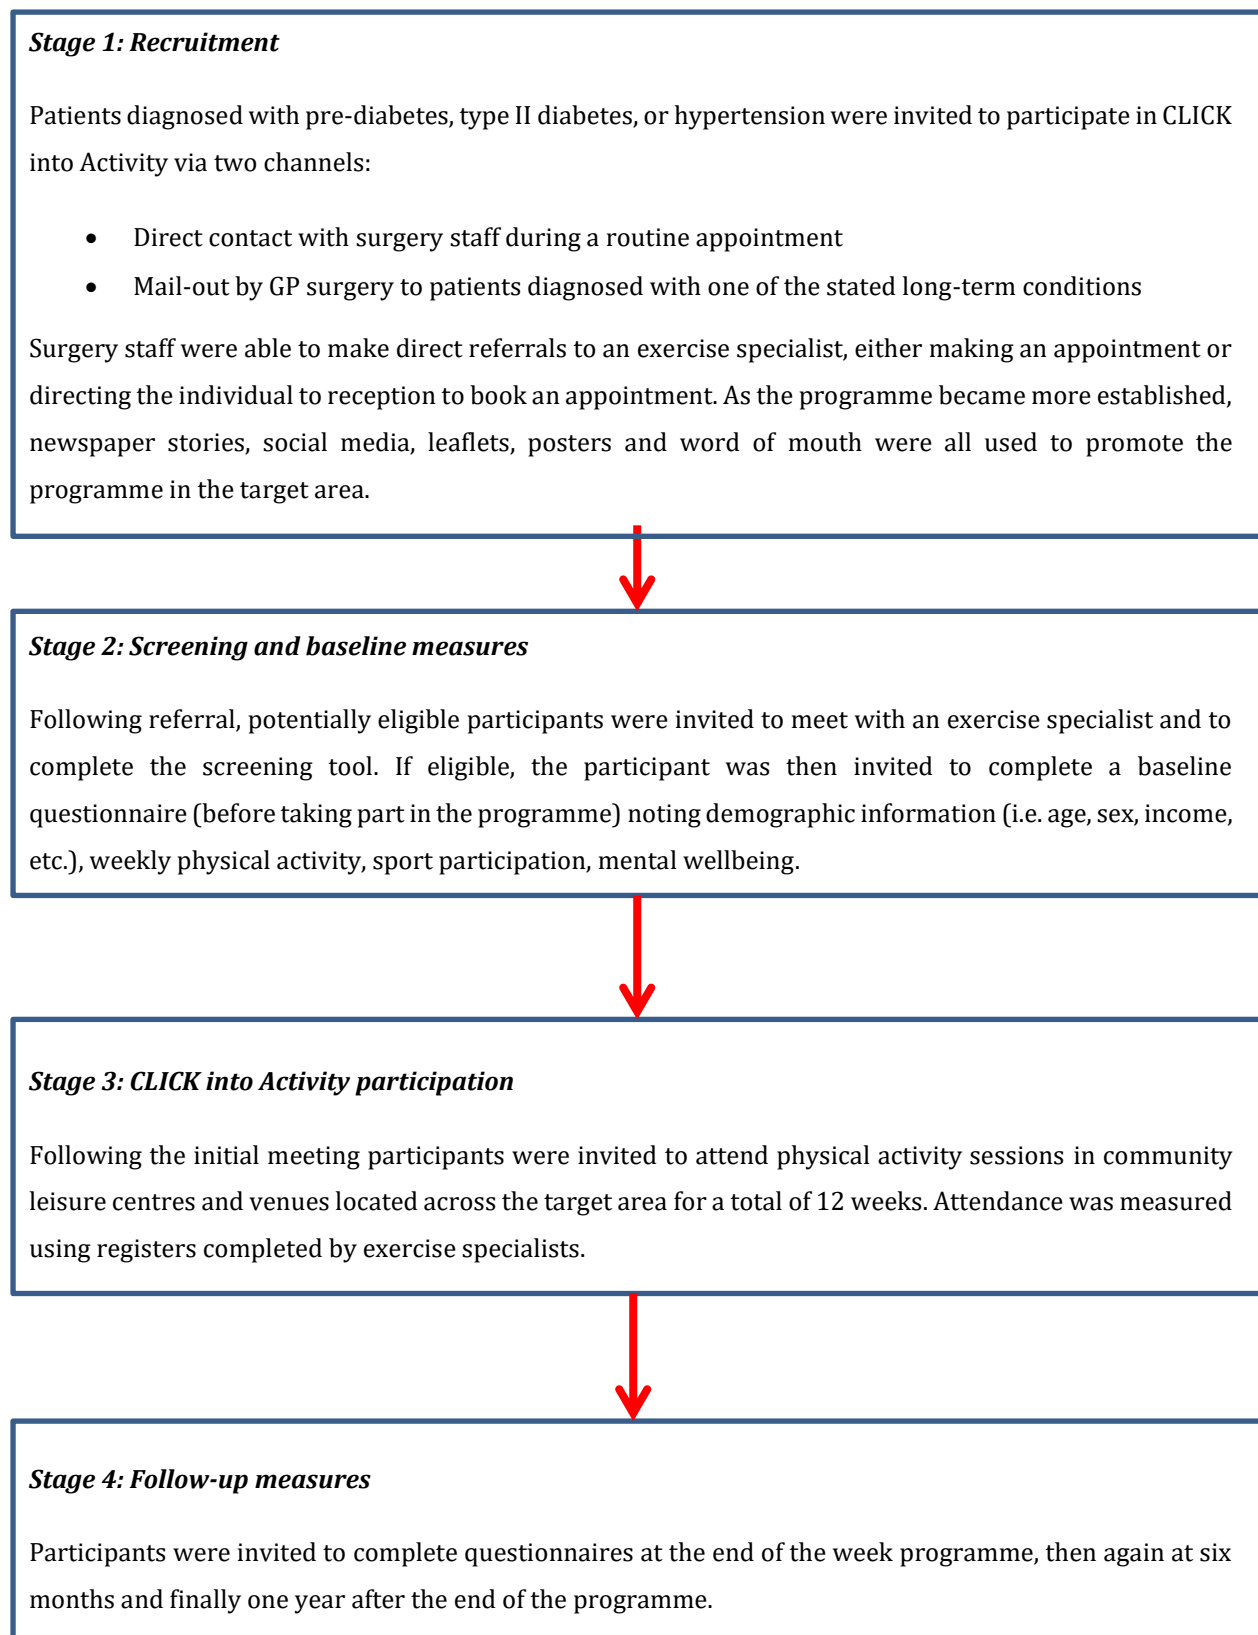 Stage 1: Recruitment
Patients diagnosed with pre-diabetes, type II diabetes, or hypertension were invited to participate in CLICK
into Activity via two channels:
• Direct contact with surgery staff during a routine appointment
• Mail-out by GP surgery to patients diagnosed with one of the stated long-term conditions
Surgery staff were able to make direct referrals to an exercise specialist, either making an appointment or
directing the individual to reception to book an appointment. As the programme became more established,
newspaper stories, social media, leaflets, posters and word of mouth were all used to promote the
programme in the target area.
Stage 2: Screening and baseline measures
Following referral, potentially eligible participants were invited to meet with an exercise specialist and to
complete the screening tool. If eligible, the participant was then invited to complete a baseline
questionnaire (before taking part in the programme) noting demographic information (i.e. age, sex, income,
etc.), weekly physical activity, sport participation, mental wellbeing.
Stage 3: CLICK into Activity participation
Following the initial meeting participants were invited to attend physical activity sessions in community
leisure centres and venues located across the target area for a total of 12 weeks. Attendance was measured
using registers completed by exercise specialists.
Stage 4: Follow-up measures
Participants were invited to complete questionnaires at the end of the week programme, then again at six
months and finally one year after the end of the programme.